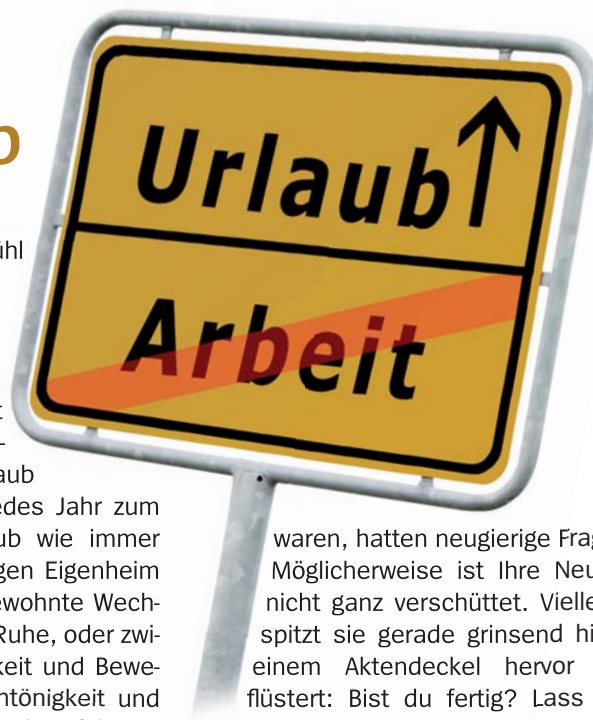 Urlaub
Arbeit
edes Jahr zum
ub wie immer
gen Eigenheim
ewohnte Wech-
Ruhe, oder zwi-
keit und Bewe-
ntönigkeit und
waren, hatten neugierige Frag
Möglicherweise ist Ihre Neu
nicht ganz verschüttet. Vielle
spitzt sie gerade grinsend hi
einem Aktendeckel hervor
flüstert: Bist du fertig? Lass